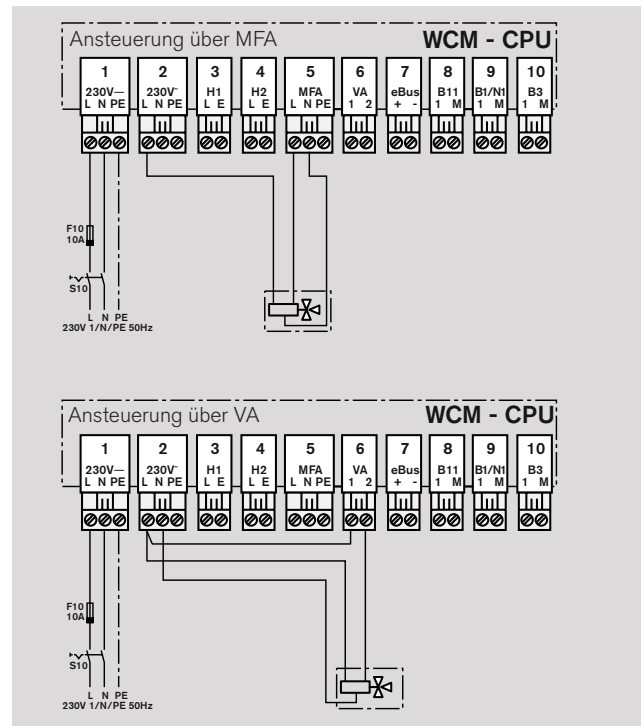 Ansteuerung über MFA WCM - CPU
1 2 3 4 5 6 7 8 9 10
230V~ 230V~ H1 H2 MFA VA eBus B11 B1/N1 B3
L N PE L N PE L E L E L N PE 1 2 + - 1 M 1 M 1 M
F10
10A
S10
L N PE
230V 1/N/PE 50Hz
Ansteuerung über VA WCM - CPU
1 2 3 4 5 6 7 8 9 10
230V~ 230V~ H1 H2 MFA VA eBus B11 B1/N1 B3
L N PE L N PE L E L E L N PE 1 2 + - 1 M 1 M 1 M
F10
10A
S10
L N PE
230V 1/N/PE 50Hz